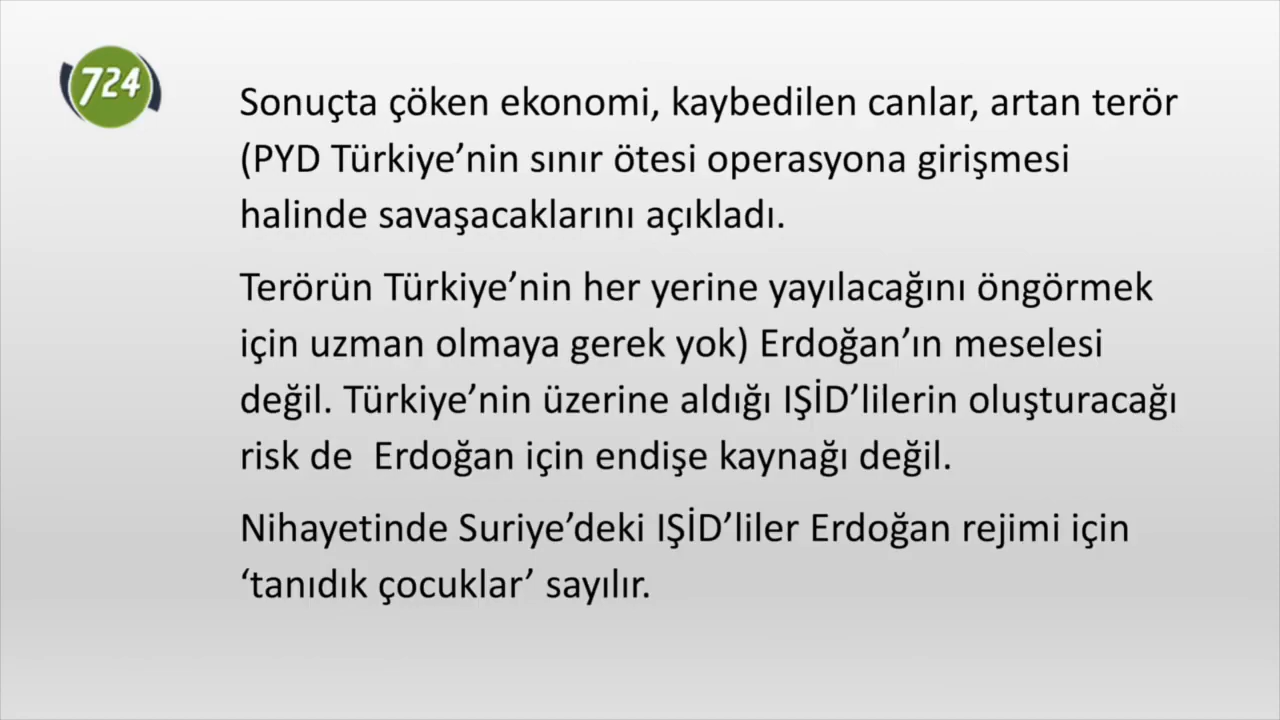 724
Sonuçta çöken ekonomi, kaybedilen canlar, artan terör
(PYD Türkiye’nin sınır ötesi operasyona girişmesi
halinde savaşacaklarını açıkladı.
Terörün Türkiye’nin her yerine yayılacağını öngörmek
için uzman olmaya gerek yok) Erdoğan’ın meselesi
değil. Türkiye’nin üzerine aldığı IŞİD’lilerin oluşturacağı
risk de  Erdoğan için endişe kaynağı değil.
Nihayetinde Suriye’deki IŞİD’liler Erdoğan rejimi için
‘tanıdık çocuklar’ sayılır.